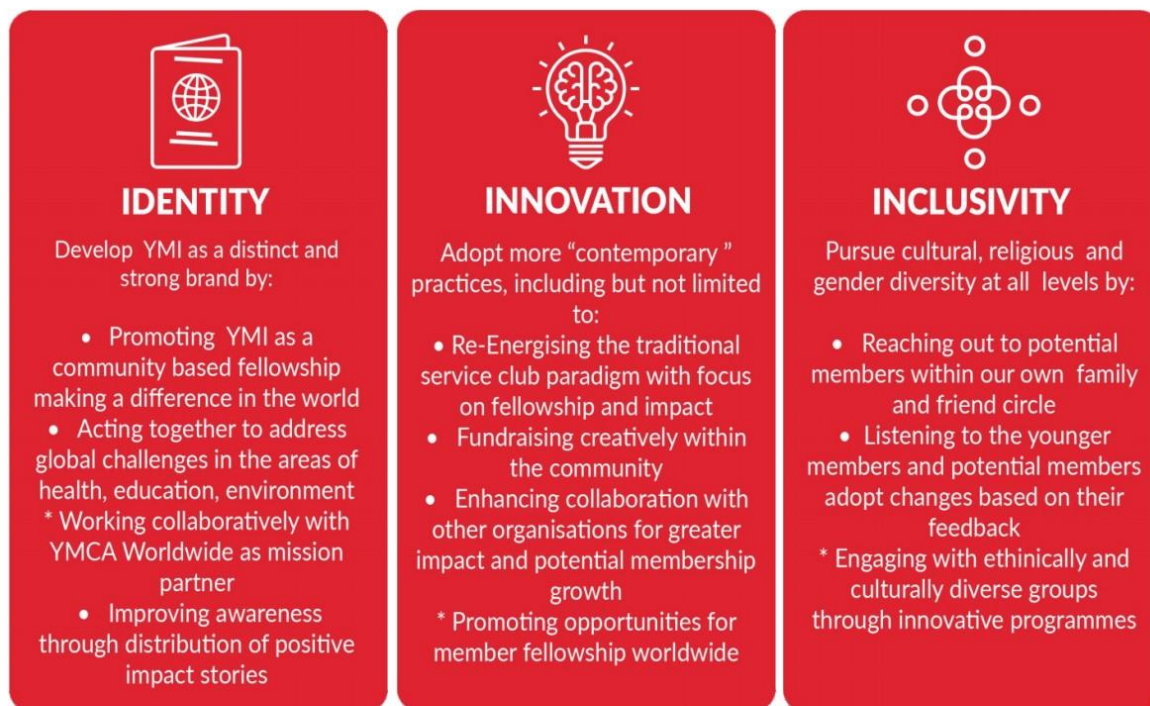 IDENTITY
Develop YMI as a distinct and
strong brand by:
• Promoting YMI as a
community based fellowship
making a difference in the world
• Acting together to address
global challenges in the areas of
health, education, environment
* Working collaboratively with
YMCA Worldwide as mission
partner
• Improving awareness
through distribution of positive
impact stories
INNOVATION
Adopt more “contemporary ”
practices, including but not limited
to:
• Re-Energising the traditional
service club paradigm with focus
on fellowship and impact
• Fundraising creatively within
the community
• Enhancing collaboration with
other organisations for greater
impact and potential membership
growth
* Promoting opportunities for
member fellowship worldwide
INCLUSIVITY
Pursue cultural, religious and
gender diversity at all levels by:
• Reaching out to potential
members within our own family
and friend circle
• Listening to the younger
members and potential members
adopt changes based on their
feedback
* Engaging with ethinically and
culturally diverse groups
through innovative programmes